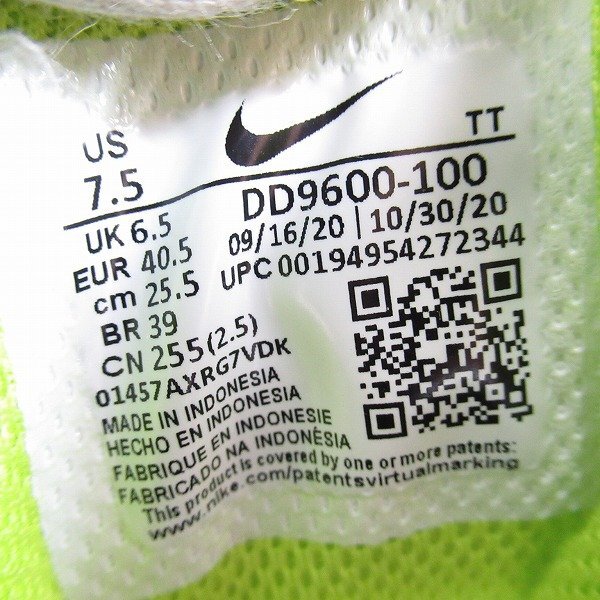 US
TT
7.5
DD9600-100
UK 6.5
09/16/20 | 10/30/20
EUR 40.5
UPC 00194954272344
cm 25.5
BR 39
CN 255(2.5)
01457AXRG7VDK
MADE IN INDONESIA
HECHO EN INDONESIA
FABRIQUE EN INDONESIE
FABRICADO NA INDONÉSIA
This product is covered by one or more patents:
www.nike.com/patentsvirtualmarking